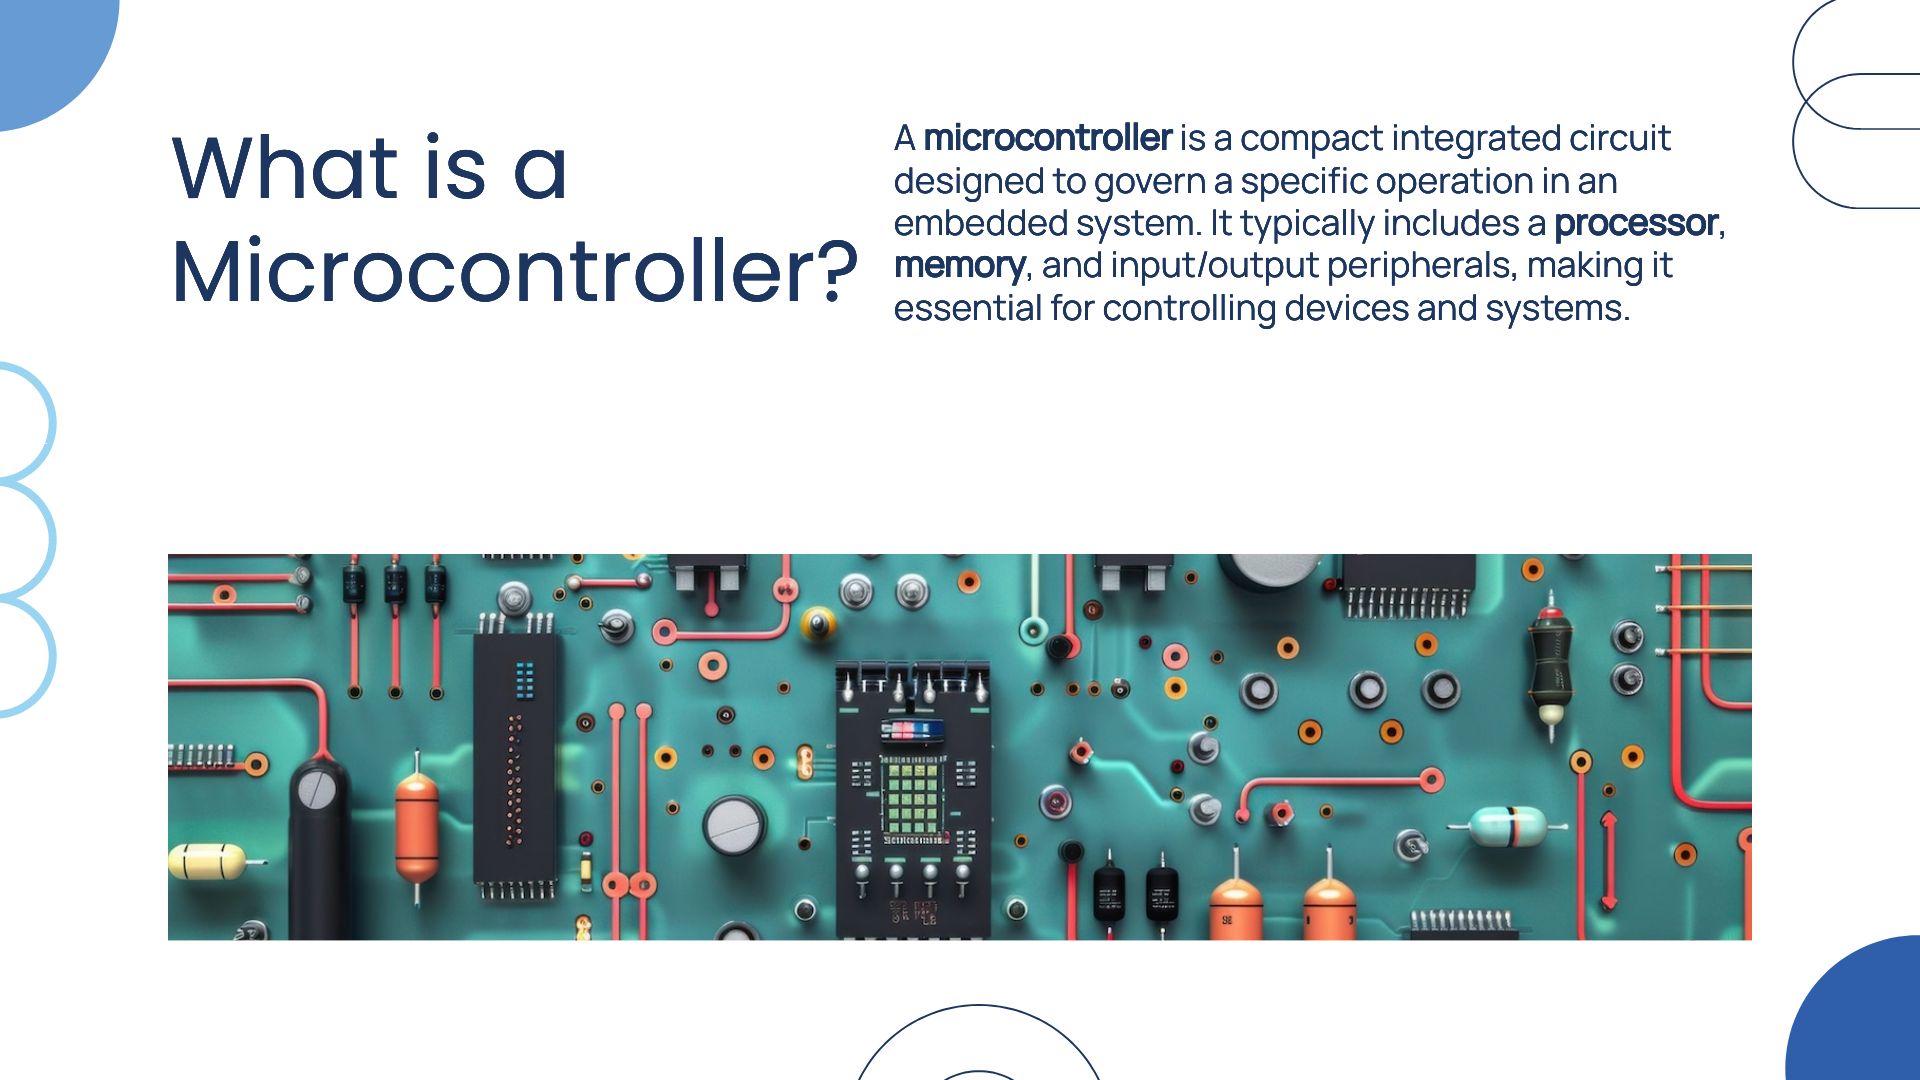 What is a
Microcontroller?
A microcontroller is a compact integrated circuit
designed to govern a specific operation in an
embedded system. It typically includes a processor,
memory, and input/output peripherals, making it
essential for controlling devices and systems.